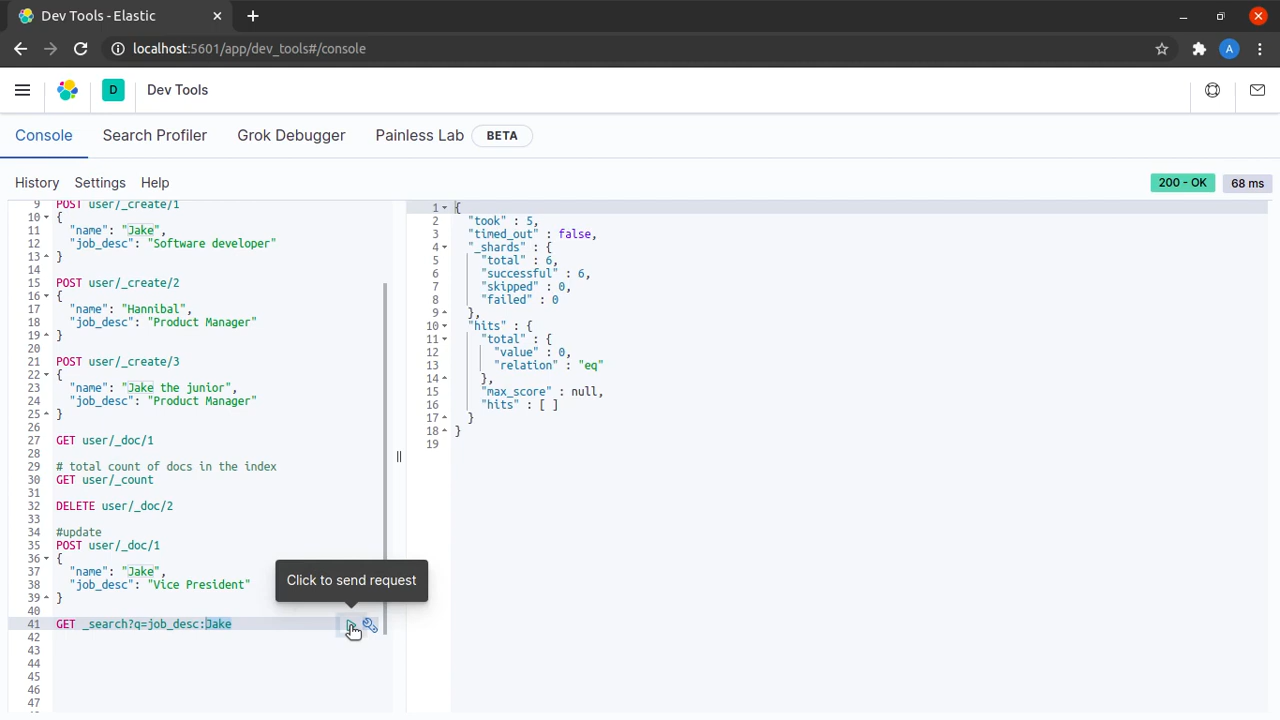 Dev Tools - Elastic
localhost:5601/app/dev_tools#/console
A
D
Dev Tools
Console Search Profiler Grok Debugger Painless Lab BETA
History Settings Help
200 - OK 68 ms
9 POST user/_create/1
10 {
11 "name": "Jake",
12 "job_desc": "Software developer"
13 }
14
15 POST user/_create/2
16 {
17 "name": "Hannibal",
18 "job_desc": "Product Manager"
19 }
20
21 POST user/_create/3
22 {
23 "name": "Jake the junior",
24 "job_desc": "Product Manager"
25 }
26
27 GET user/_doc/1
28
29 # total count of docs in the index
30 GET user/_count
31
32 DELETE user/_doc/2
33
34 #update
35 POST user/_doc/1
36 {
37 "name": "Jake",
38 "job_desc": "Vice President"
39 }
40
41 GET _search?q=job_desc:Jake
42
43
44
45
46
47
Click to send request
1 {
2 "took" : 5,
3 "timed_out" : false,
4 "_shards" : {
5 "total" : 6,
6 "successful" : 6,
7 "skipped" : 0,
8 "failed" : 0
9 },
10 "hits" : {
11 "total" : {
12 "value" : 0,
13 "relation" : "eq"
14 },
15 "max_score" : null,
16 "hits" : [ ]
17 }
18 }
19